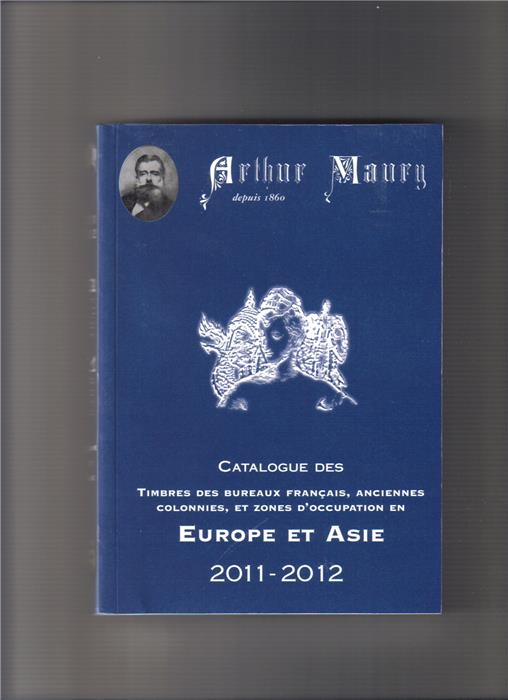 Arthur Maury
depuis 1860
Catalogue des
Timbres des bureaux français, anciennes
colonnies, et zones d'occupation en
Europe et Asie
2011-2012